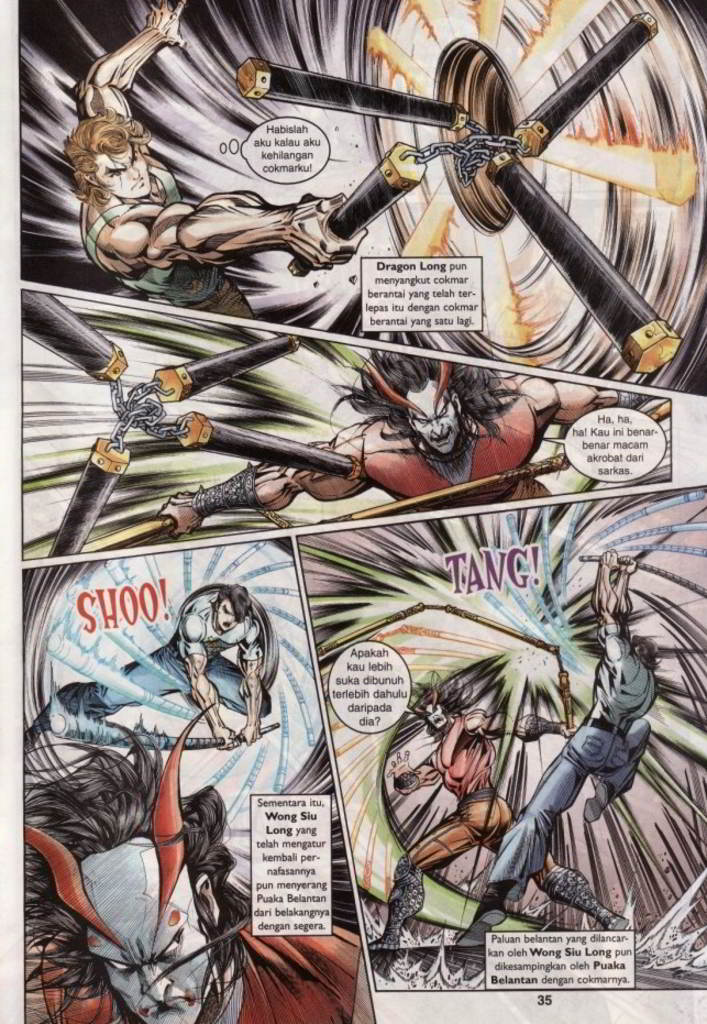 Habislah
aku kalau aku
kehilangan
cokmarku!
Dragon Long pun
menyangkut cokmar
berantai yang telah ter-
lepas itu dengan cokmar
berantai yang satu lagi.
Ha, ha,
ha! Kau ini benar-
benar macam
akrobat dari
sarkas.
SHOO!
Sementara itu,
Wong Siu
Long yang
telah mengatur
kembali per-
nafasannya
pun menyerang
Puaka Belantan
dari belakangnya
dengan segera.
TANG!
Apakah
kau lebih
suka dibunuh
terlebih dahulu
daripada
dia?
Paluan belantan yang dilancar-
kan oleh Wong Siu Long pun
dikesampingkan oleh Puaka
Belantan dengan cokmarnya.
35